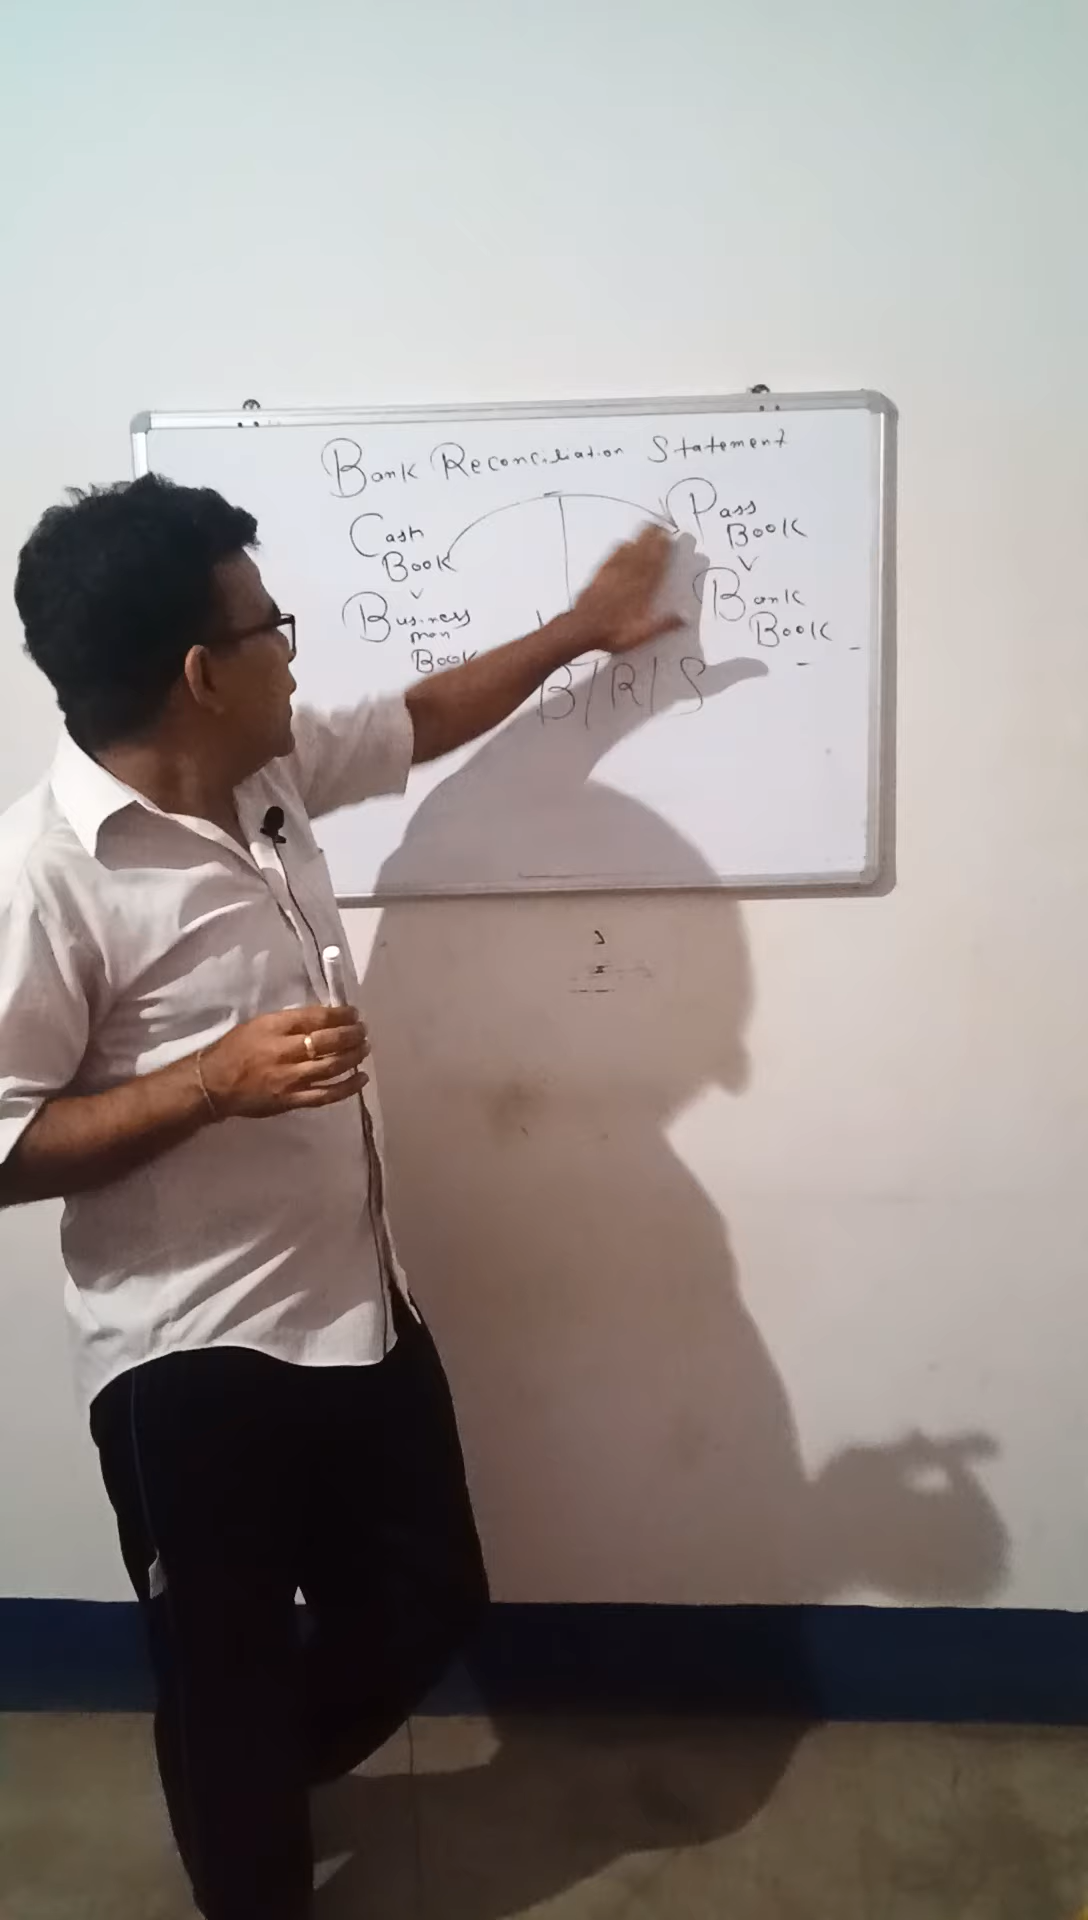 Bank Reconciliation Statement
Cash
Book
Business
man
Book
Pass
Book
Bank
Book
B/R/S